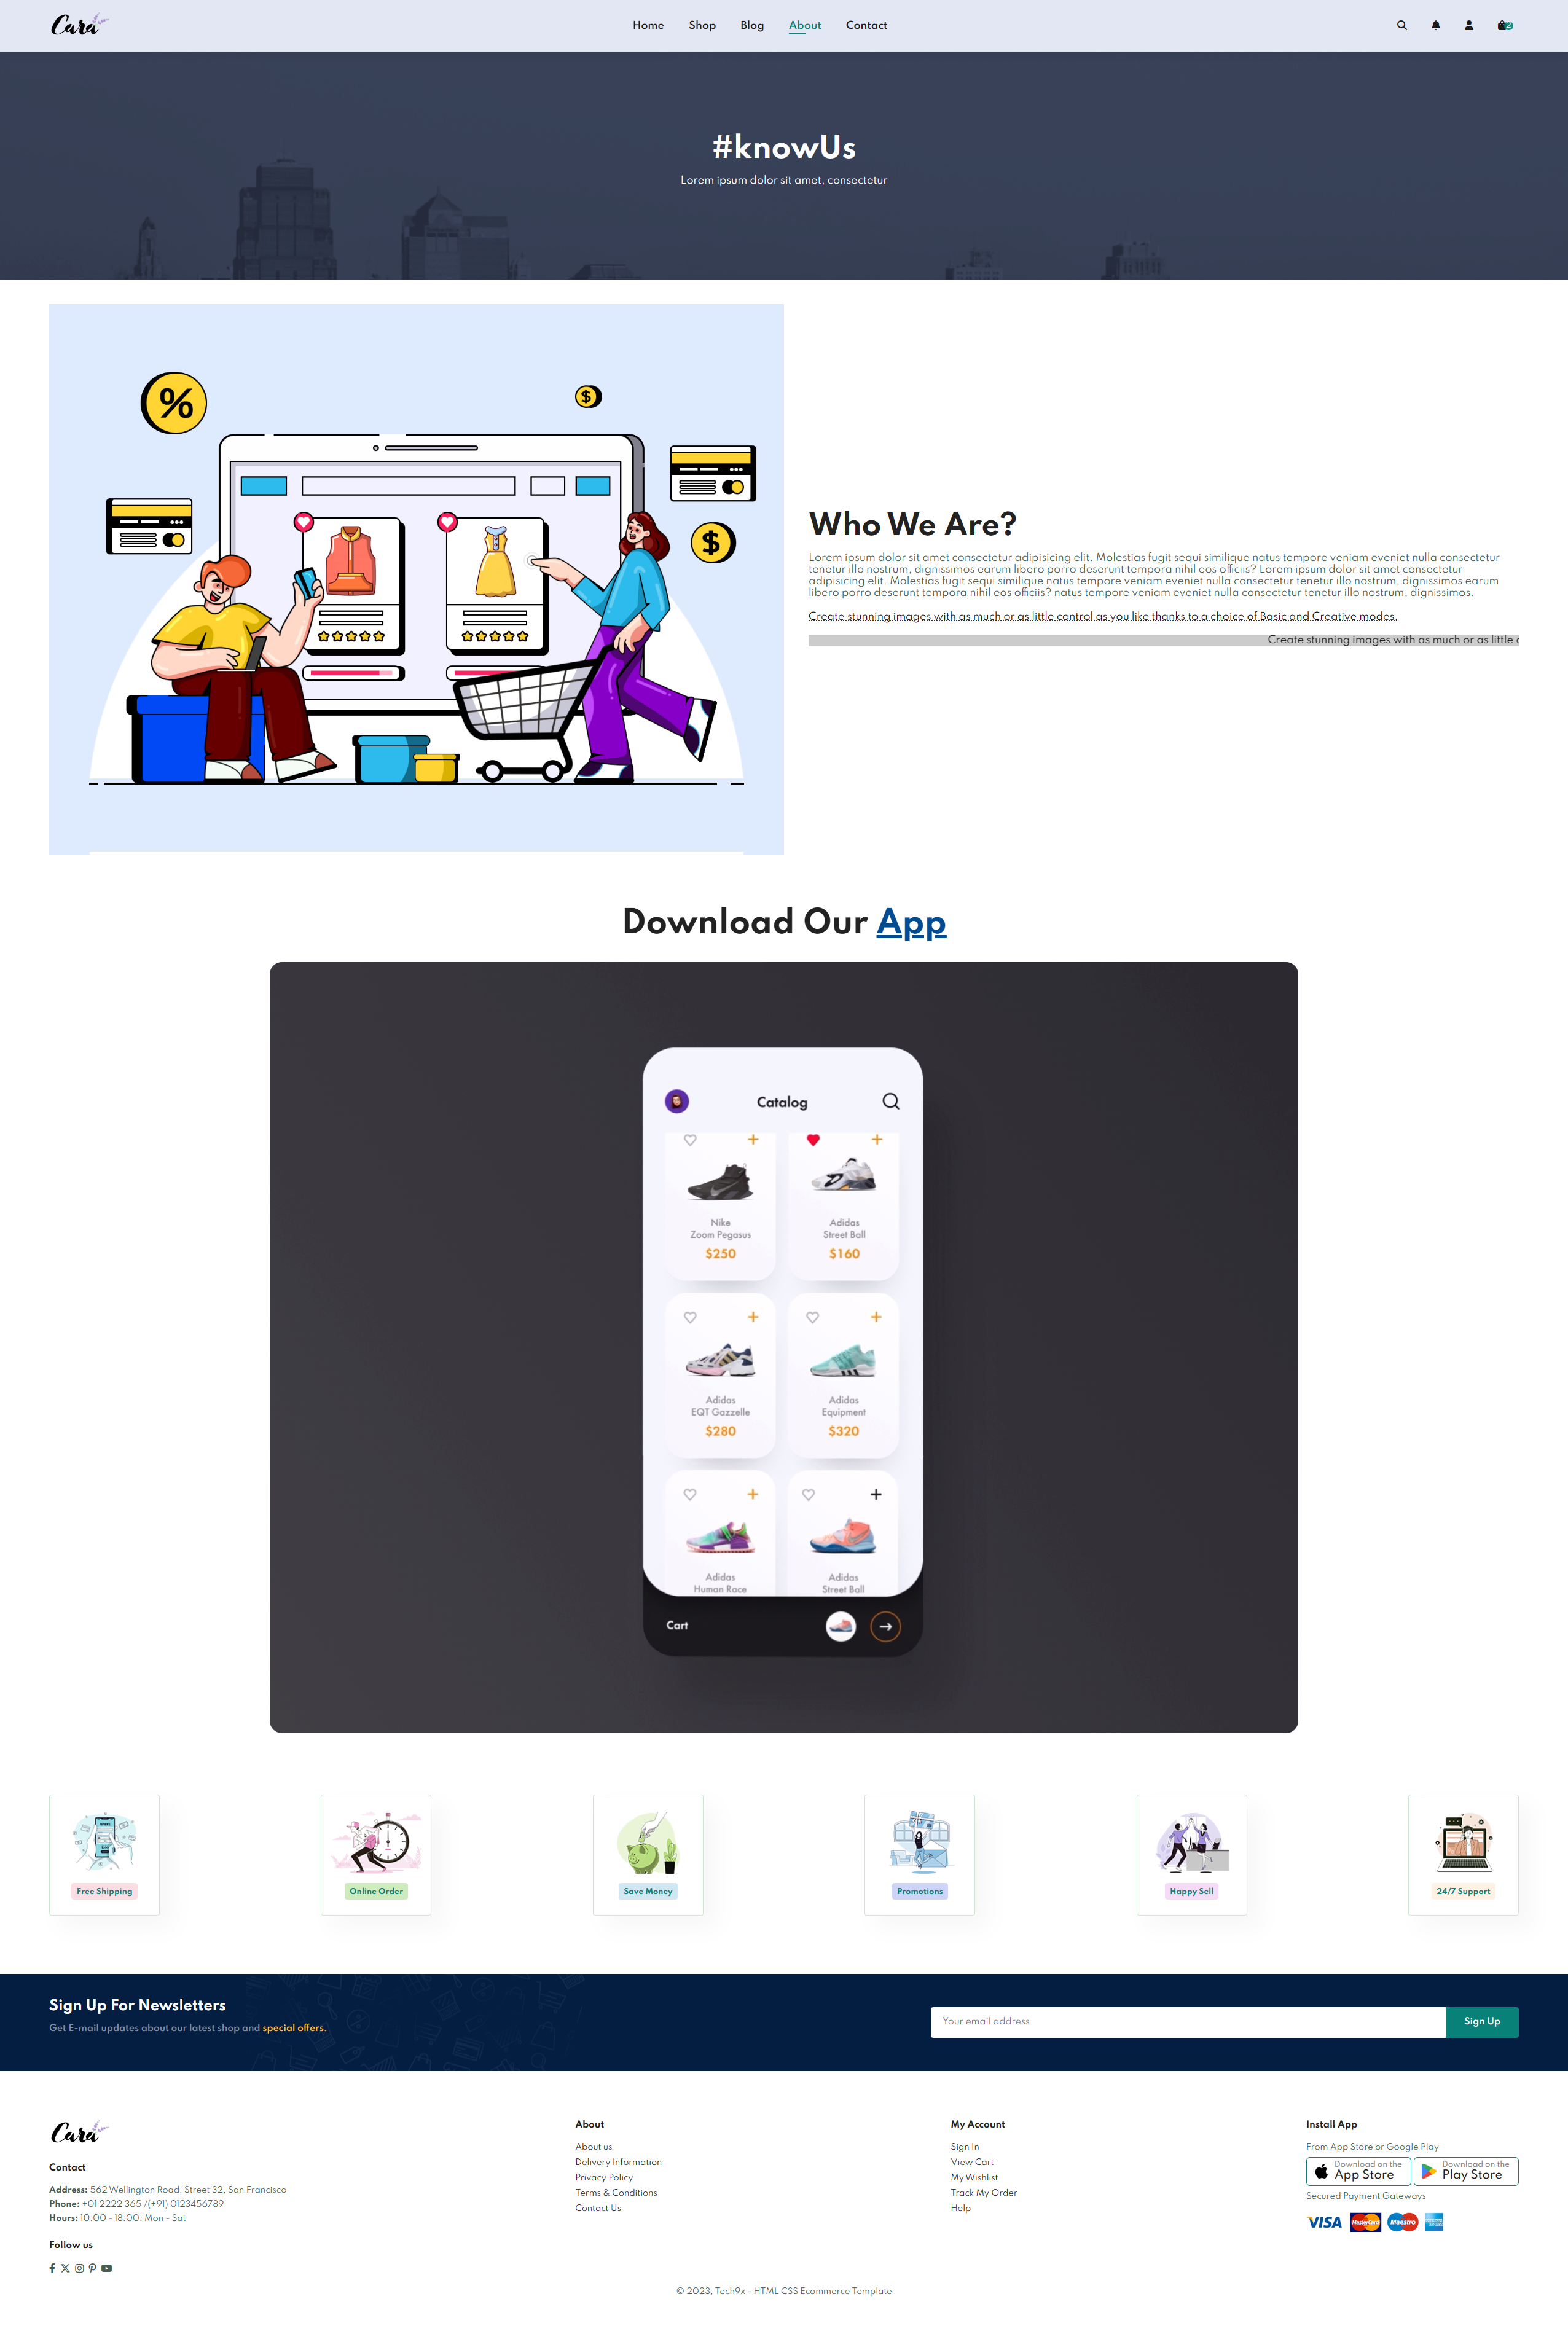 Cara
Home
Shop
Blog
About
Contact
#knowUs
Lorem ipsum dolor sit amet, consectetur
%
$
$
Who We Are?
Lorem ipsum dolor sit amet consectetur adipisicing elit. Molestias fugit sequi similique natus tempore veniam eveniet nulla consectetur
tenetur illo nostrum, dignissimos earum libero porro deserunt tempora nihil eos officiis? Lorem ipsum dolor sit amet consectetur
adipisicing elit. Molestias fugit sequi similique natus tempore veniam eveniet nulla consectetur tenetur illo nostrum, dignissimos earum
libero porro deserunt tempora nihil eos officiis? natus tempore veniam eveniet nulla consectetur tenetur illo nostrum, dignissimos.
Create stunning images with as much or as little control as you like thanks to a choice of Basic and Creative modes.
Create stunning images with as much or as little
Download Our App
Catalog
Nike
Zoom Pegasus
$250
Adidas
Street Ball
$160
Adidas
EQT Gazzelle
$280
Adidas
Equipment
$320
Adidas
Human Race
Adidas
Street Ball
Cart
Free Shipping
Online Order
Save Money
Promotions
Happy Sell
24/7 Support
Sign Up For Newsletters
Get E-mail updates about our latest shop and special offers.
Your email address
Sign Up
Cara
Contact
Address: 562 Wellington Road, Street 32, San Francisco
Phone: +01 2222 365 /(+91) 0123456789
Hours: 10:00 - 18:00. Mon - Sat
Follow us
About
About us
Delivery Information
Privacy Policy
Terms & Conditions
Contact Us
My Account
Sign In
View Cart
My Wishlist
Track My Order
Help
Install App
From App Store or Google Play
Download on the
App Store
Download on the
Play Store
Secured Payment Gateways
VISA
MasterCard
Maestro
© 2023, Tech9x - HTML CSS Ecommerce Template